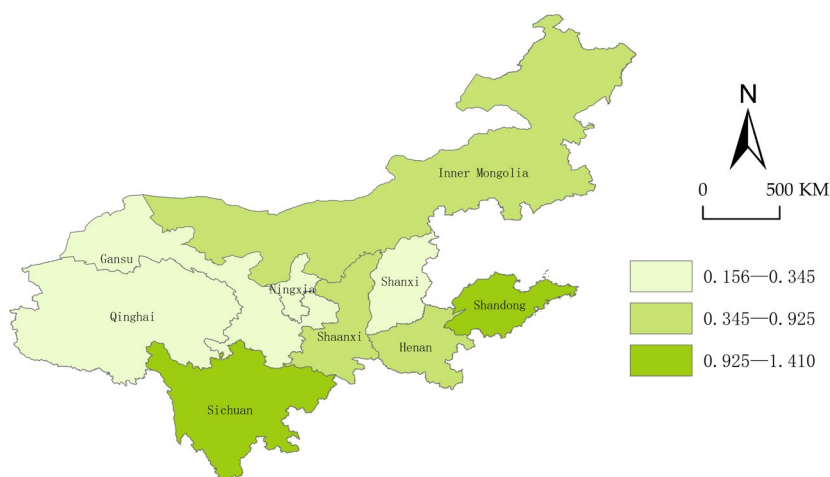 N
Inner Mongolia
0 500 KM
Gansu
Ningxia
Shanxi
0.156—0.345
Qinghai
Shandong
0.345—0.925
Shaanxi
Henan
0.925—1.410
Sichuan